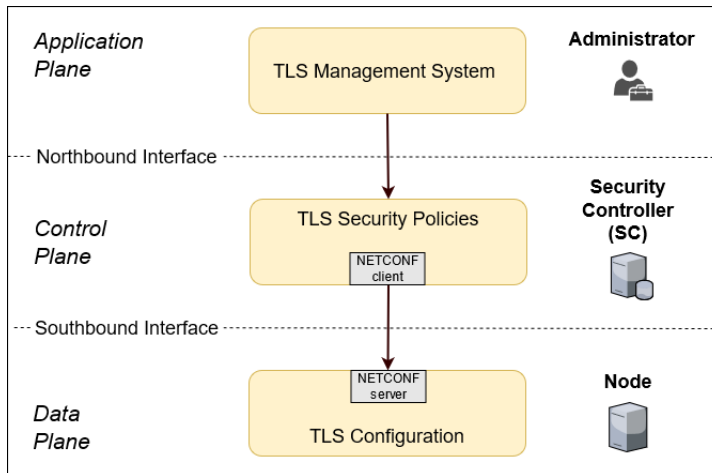 Application
Plane
TLS Management System
Administrator
Northbound Interface
Control
Plane
TLS Security Policies
NETCONF
client
Security
Controller
(SC)
Southbound Interface
Data
Plane
NETCONF
server
TLS Configuration
Node